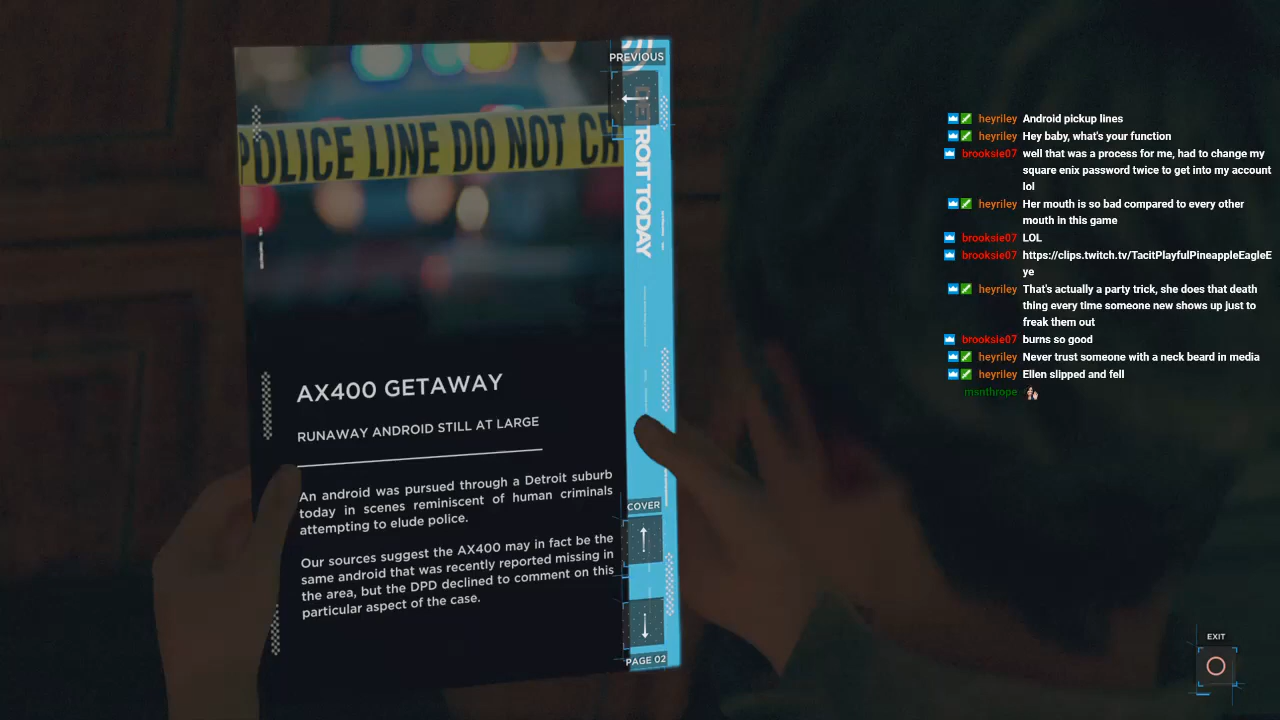 POLICE LINE DO NOT CR
PREVIOUS
TROIT TODAY
AX400 GETAWAY
RUNAWAY ANDROID STILL AT LARGE
An android was pursued through a Detroit suburb
today in scenes reminiscent of human criminals
attempting to elude police.
Our sources suggest the AX400 may in fact be the
same android that was recently reported missing in
the area, but the DPD declined to comment on this
particular aspect of the case.
COVER
PAGE 02
heyriley Android pickup lines
heyriley Hey baby, what's your function
brooksie07 well that was a process for me, had to change my
square enix password twice to get into my account
lol
heyriley Her mouth is so bad compared to every other
mouth in this game
brooksie07 LOL
brooksie07 https://clips.twitch.tv/TacitPlayfulPineappleEagleE
ye
heyriley That's actually a party trick, she does that death
thing every time someone new shows up just to
freak them out
brooksie07 burns so good
heyriley Never trust someone with a neck beard in media
heyriley Ellen slipped and fell
msnthrope
EXIT